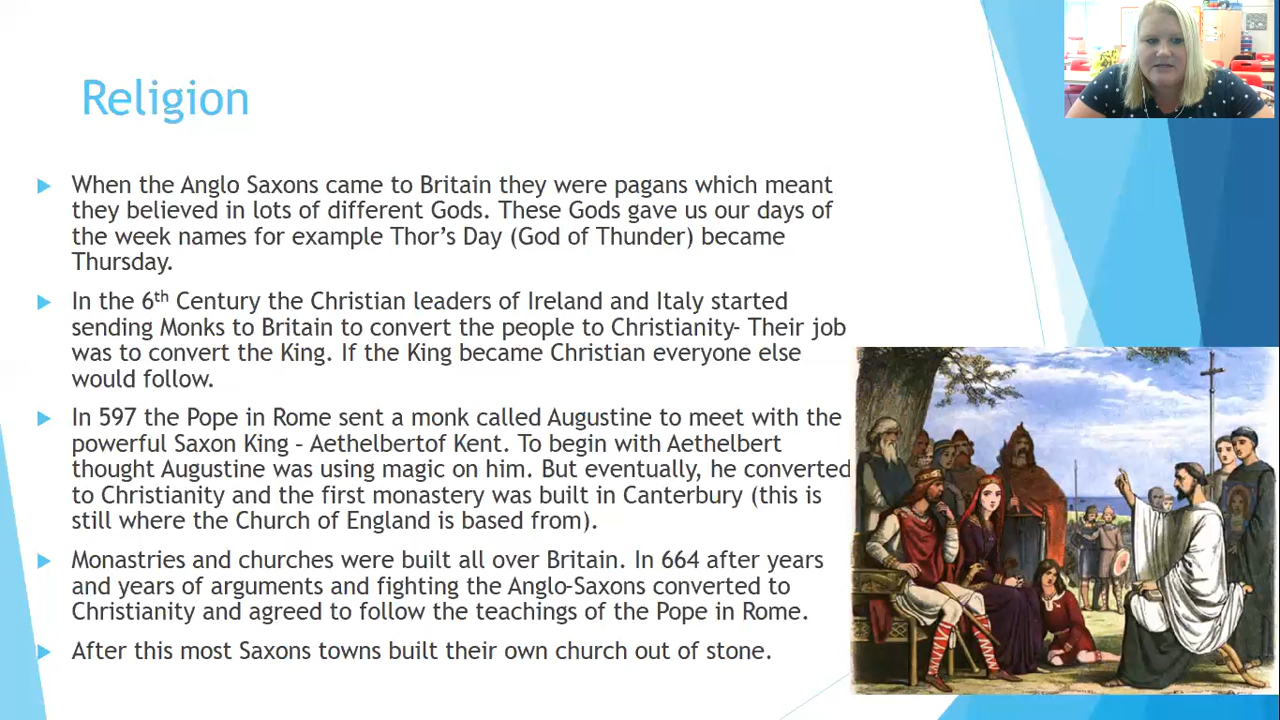 Religion
When the Anglo Saxons came to Britain they were pagans which meant
they believed in lots of different Gods. These Gods gave us our days of
the week names for example Thor's Day (God of Thunder) became
Thursday.
In the 6th Century the Christian leaders of Ireland and Italy started
sending Monks to Britain to convert the people to Christianity- Their job
was to convert the King. If the King became Christian everyone else
would follow.
In 597 the Pope in Rome sent a monk called Augustine to meet with the
powerful Saxon King – Aethelbertof Kent. To begin with Aethelbert
thought Augustine was using magic on him. But eventually, he converted
to Christianity and the first monastery was built in Canterbury (this is
still where the Church of England is based from).
Monastries and churches were built all over Britain. In 664 after years
and years of arguments and fighting the Anglo-Saxons converted to
Christianity and agreed to follow the teachings of the Pope in Rome.
After this most Saxons towns built their own church out of stone.